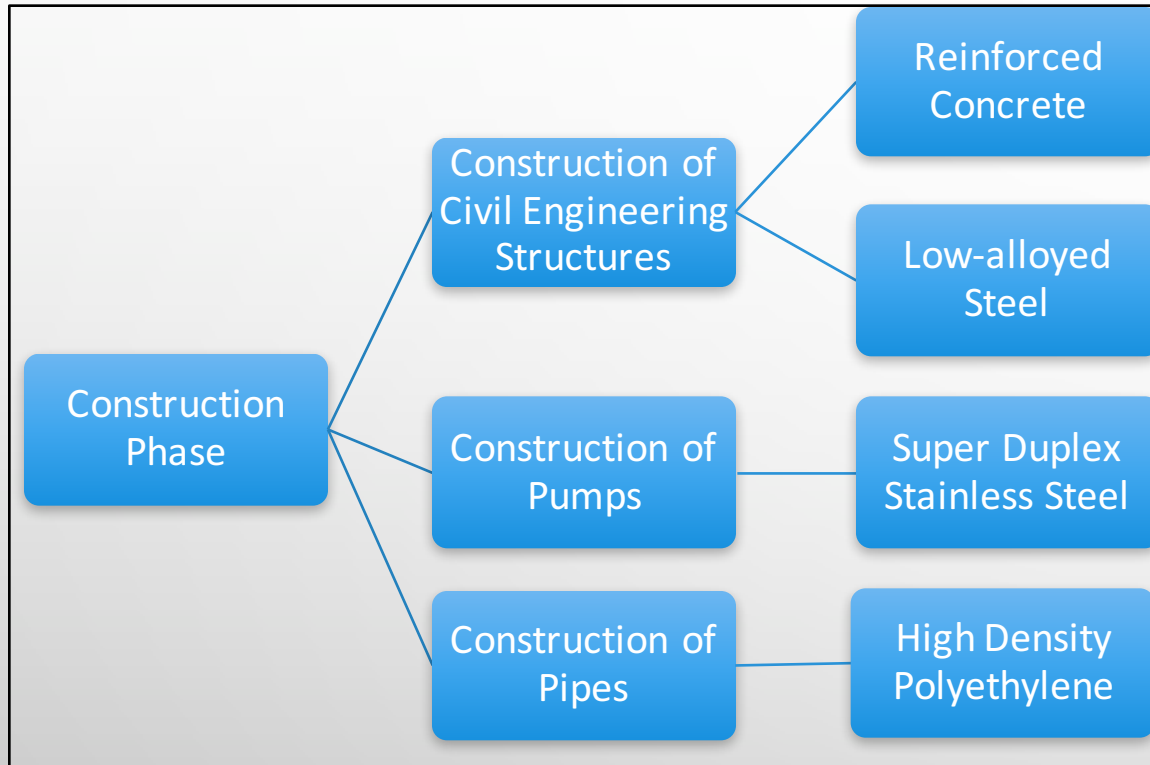 Construction
Phase
Construction of
Civil Engineering
Structures
Reinforced
Concrete
Low-alloyed
Steel
Construction of
Pumps
Super Duplex
Stainless Steel
Construction of
Pipes
High Density
Polyethylene